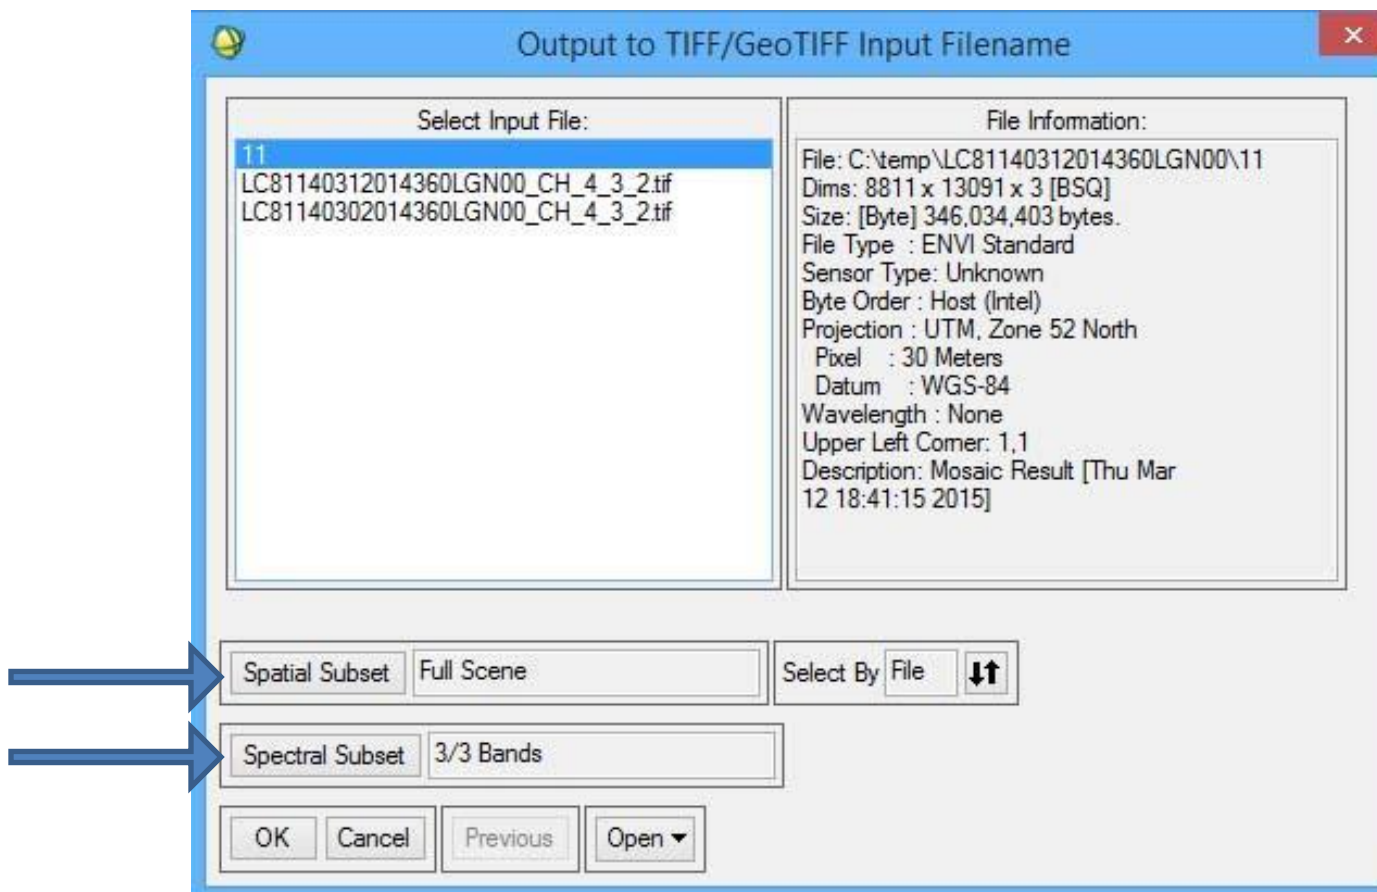 Output to TIFF/GeoTIFF Input Filename
Select Input File:
11
LC81140312014360LGN00_CH_4_3_2.tif
LC81140302014360LGN00_CH_4_3_2.tif
File Information:
File: C:\temp\LC81140312014360LGN00\11
Dims: 8811 x 13091 x 3 [BSQ]
Size: [Byte] 346,034,403 bytes.
File Type  : ENVI Standard
Sensor Type: Unknown
Byte Order : Host (Intel)
Projection : UTM, Zone 52 North
Pixel   : 30 Meters
Datum   : WGS-84
Wavelength : None
Upper Left Corner: 1,1
Description: Mosaic Result [Thu Mar
12 18:41:15 2015]
Spatial Subset Full Scene
Select By File
Spectral Subset 3/3 Bands
OK Cancel Previous Open